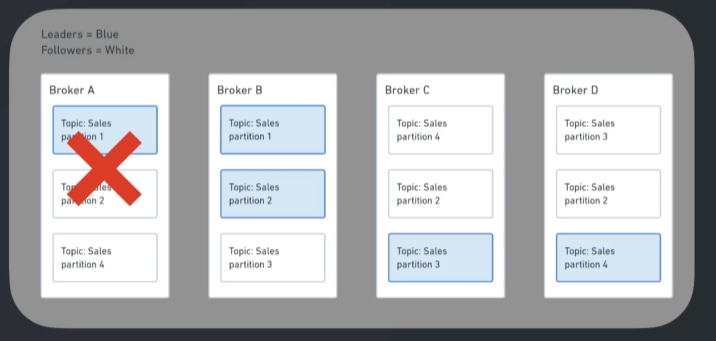 Leaders = Blue
Followers = White
Broker A
Topic: Sales
partition 1
Topic: Sales
partition 2
Topic: Sales
partition 4
Broker B
Topic: Sales
partition 1
Topic: Sales
partition 2
Topic: Sales
partition 3
Broker C
Topic: Sales
partition 4
Topic: Sales
partition 2
Topic: Sales
partition 3
Broker D
Topic: Sales
partition 3
Topic: Sales
partition 2
Topic: Sales
partition 4